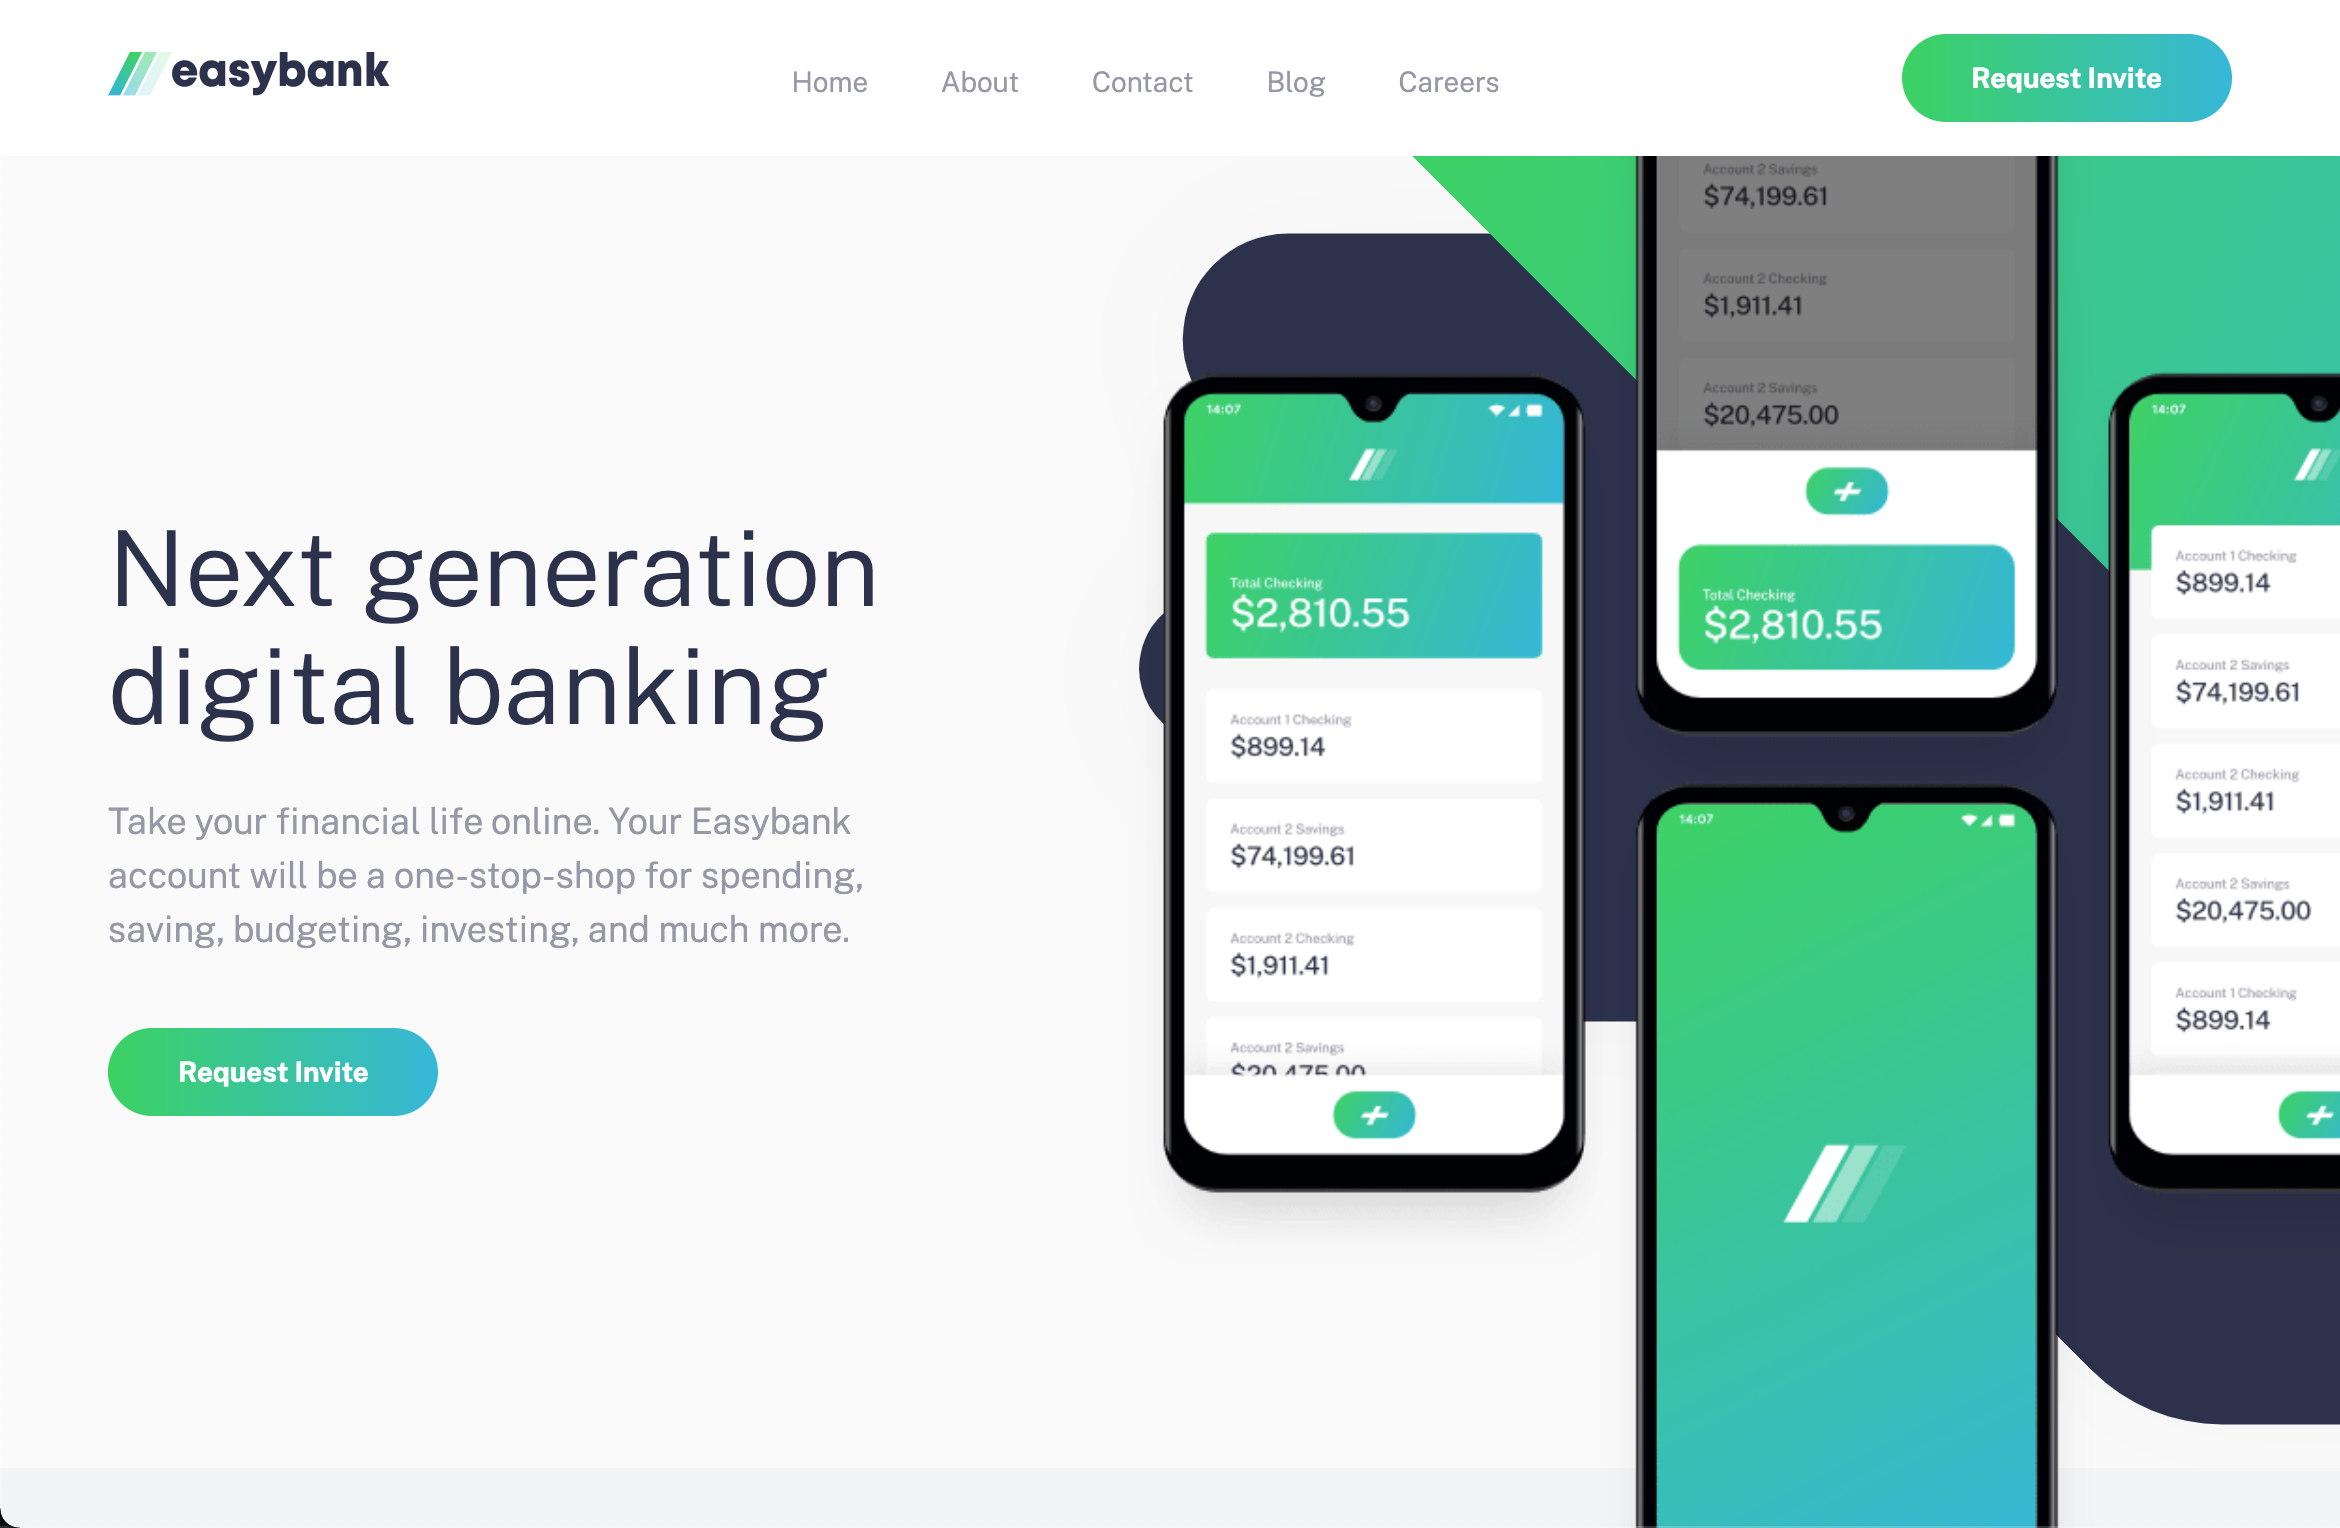 easybank
Home
About
Contact
Blog
Careers
Request Invite
Next generation
digital banking
Take your financial life online. Your Easybank
account will be a one-stop-shop for spending,
saving, budgeting, investing, and much more.
Request Invite
14:07
Total Checking
$2,810.55
Account 1 Checking
$899.14
Account 2 Savings
$74,199.61
Account 2 Checking
$1,911.41
Account 2 Savings
$20,475.00
Account 2 Savings
$74,199.61
Account 2 Checking
$1,911.41
Account 2 Savings
$20,475.00
Total Checking
$2,810.55
14:07
14:07
Account 1 Checking
$899.14
Account 2 Savings
$74,199.61
Account 2 Checking
$1,911.41
Account 2 Savings
$20,475.00
Account 1 Checking
$899.14